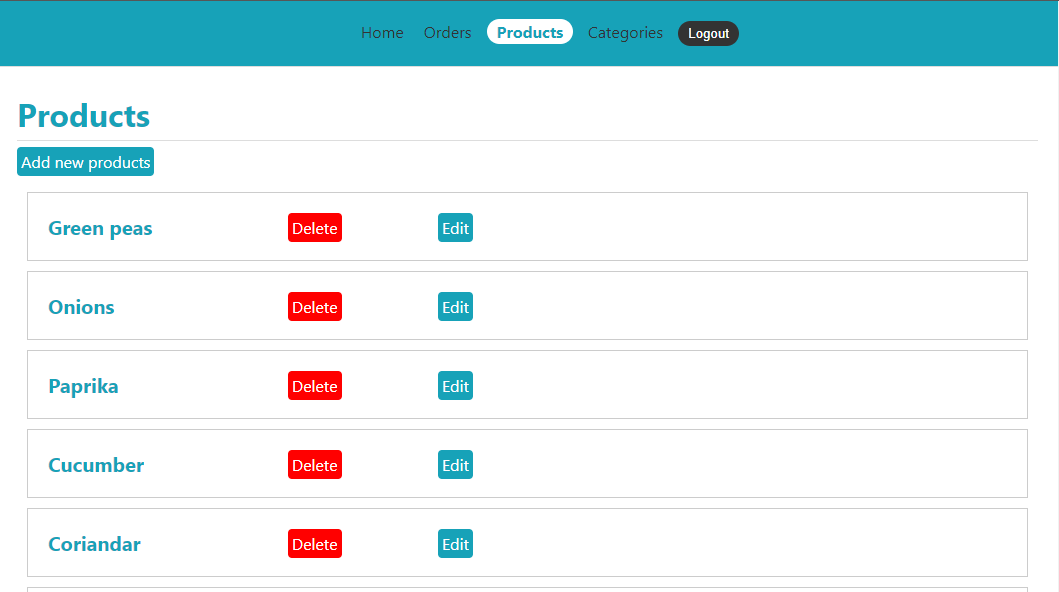 Home Orders Products Categories Logout
Products
Add new products
Green peas Delete Edit
Onions Delete Edit
Paprika Delete Edit
Cucumber Delete Edit
Coriandar Delete Edit